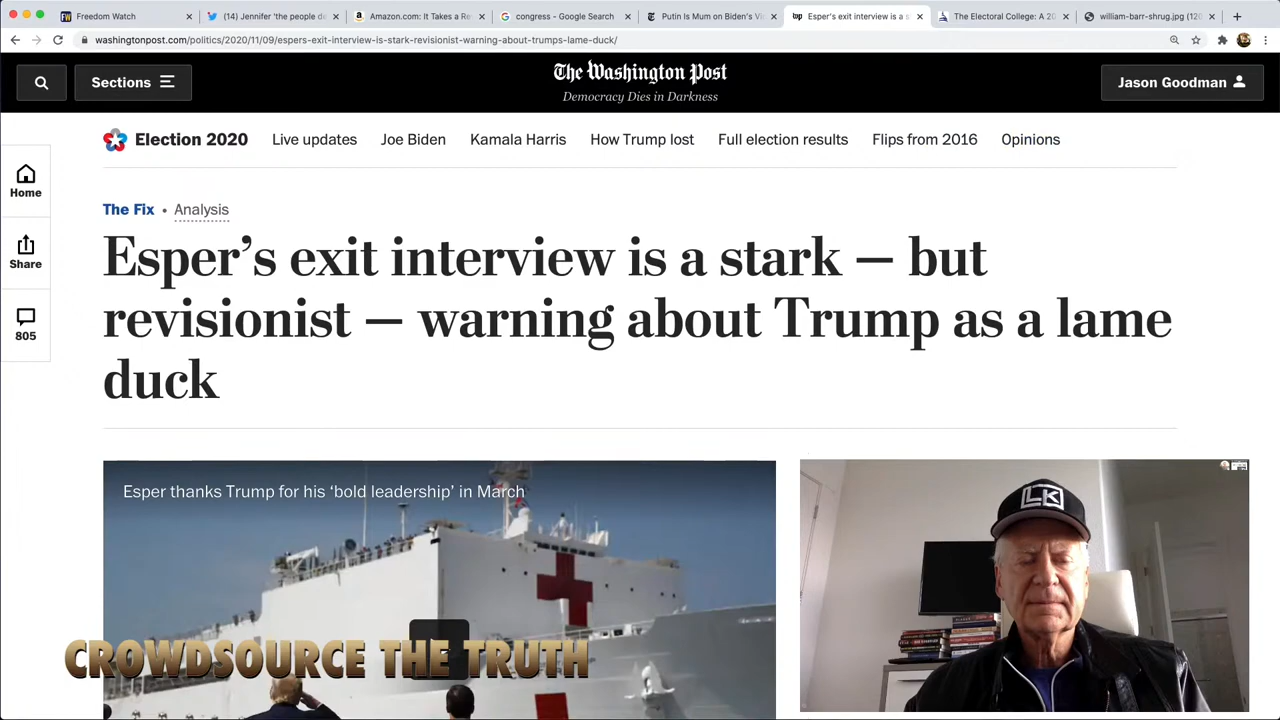 Freedom Watch
(14) Jennifer 'the people d
Amazon.com: It Takes a Re
congress - Google Search
Putin Is Mum on Biden's Vi
Esper's exit interview is a s
The Electoral College: A 20
william-barr-shrug.jpg (120
washingtonpost.com/politics/2020/11/09/espers-exit-interview-is-stark-revisionist-warning-about-trumps-lame-duck/
Sections
The Washington Post
Democracy Dies in Darkness
Jason Goodman
Election 2020
Live updates
Joe Biden
Kamala Harris
How Trump lost
Full election results
Flips from 2016
Opinions
Home
Share
805
The Fix • Analysis
Esper's exit interview is a stark — but
revisionist — warning about Trump as a lame
duck
Esper thanks Trump for his 'bold leadership' in March
CROWDSOURCE THE TRUTH
LK